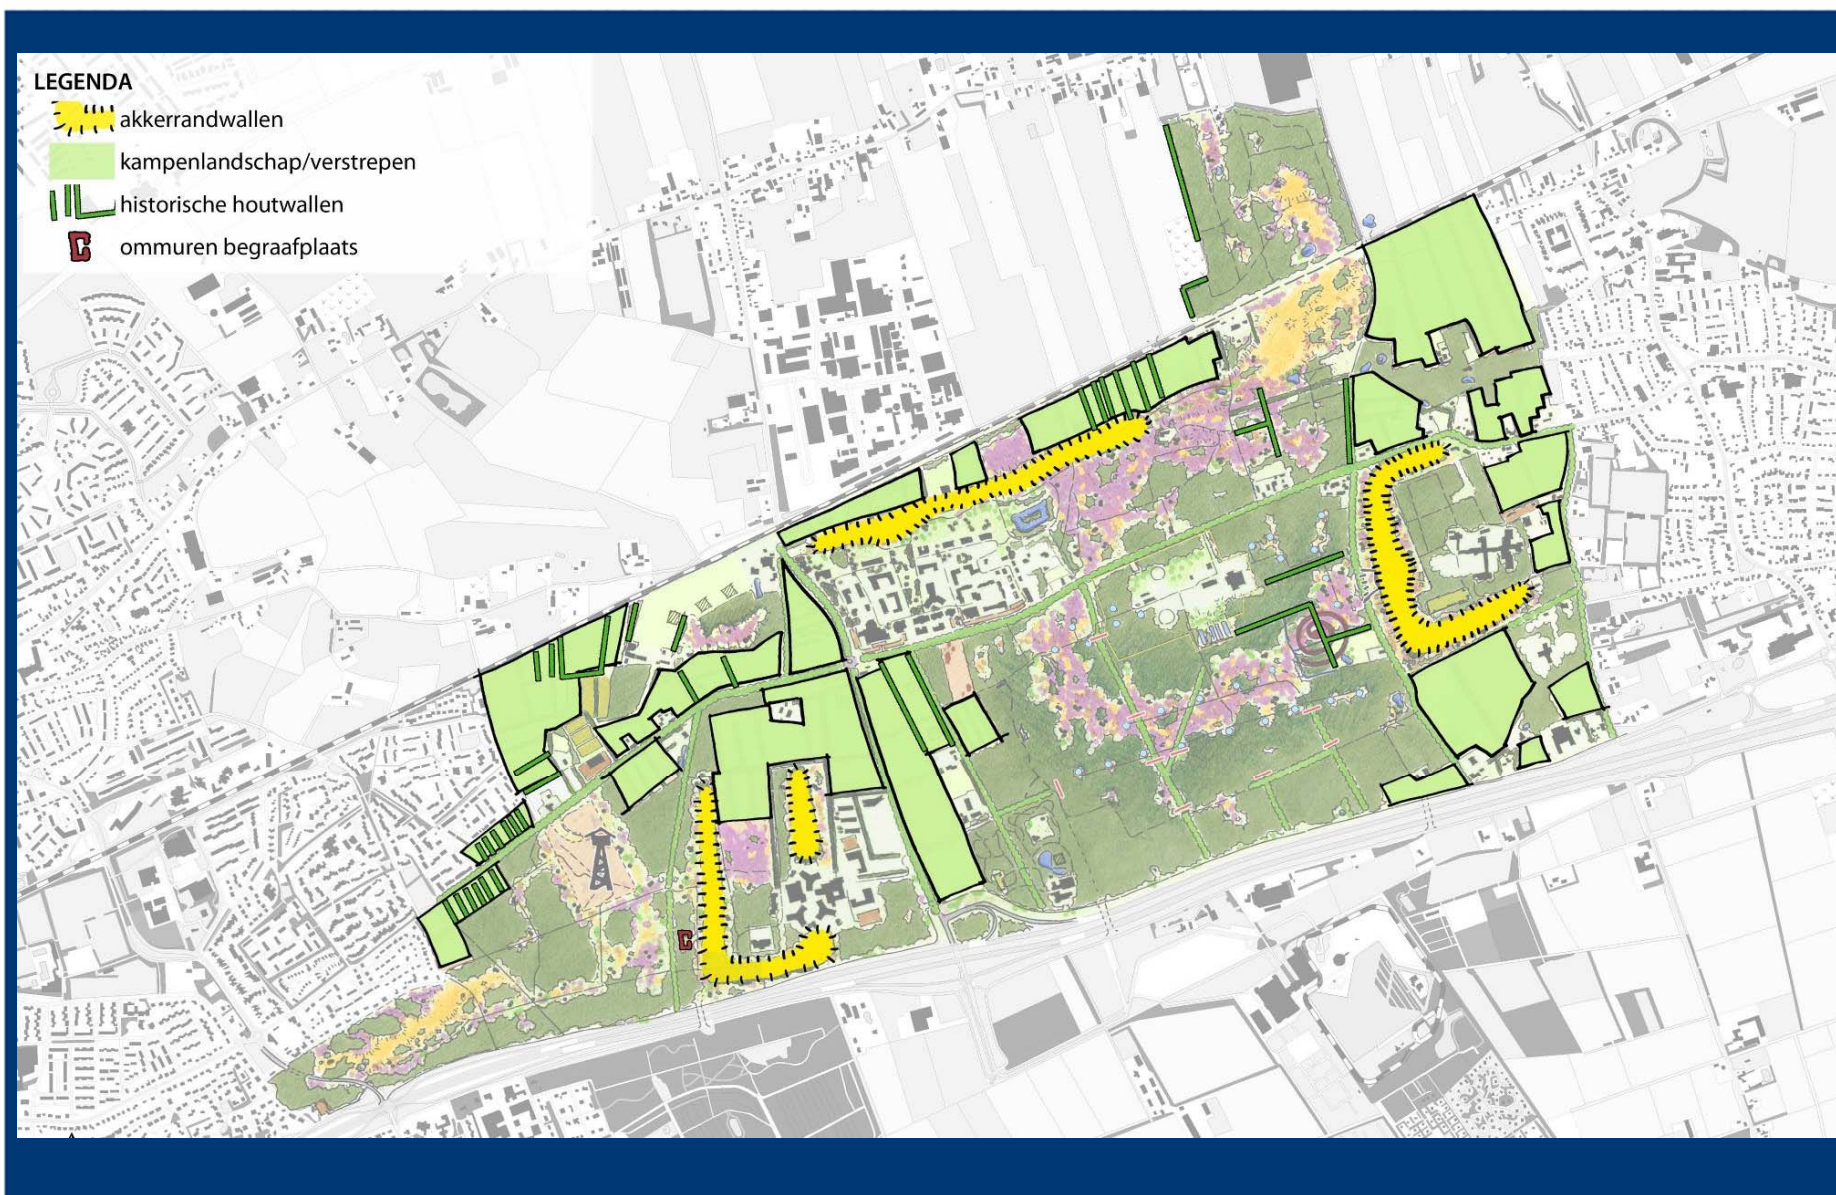 LEGENDA
akkerrandwallen
kampenlandschap/verstrepen
historische houtwallen
ommuren begraafplaats